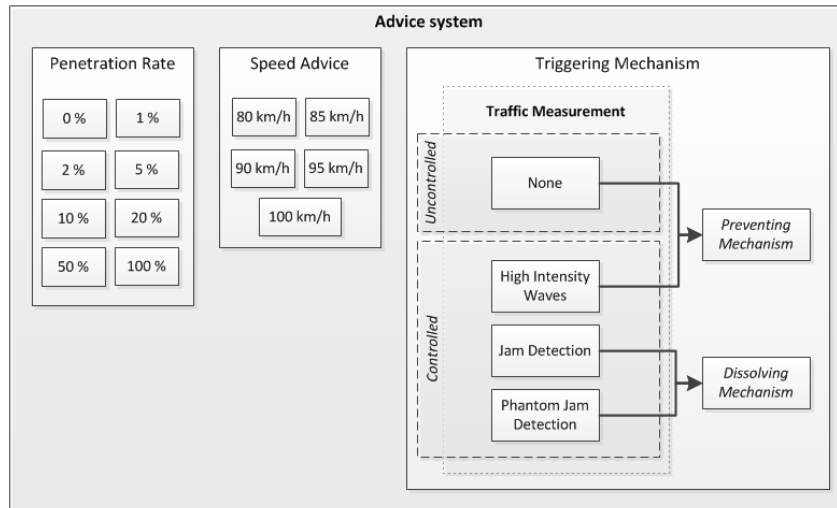 Advice system
Penetration Rate
0 %
1 %
2 %
5 %
10 %
20 %
50 %
100 %
Speed Advice
80 km/h
85 km/h
90 km/h
95 km/h
100 km/h
Triggering Mechanism
Traffic Measurement
Uncontrolled
None
Preventing
Mechanism
Controlled
High Intensity
Waves
Jam Detection
Phantom Jam
Detection
Dissolving
Mechanism